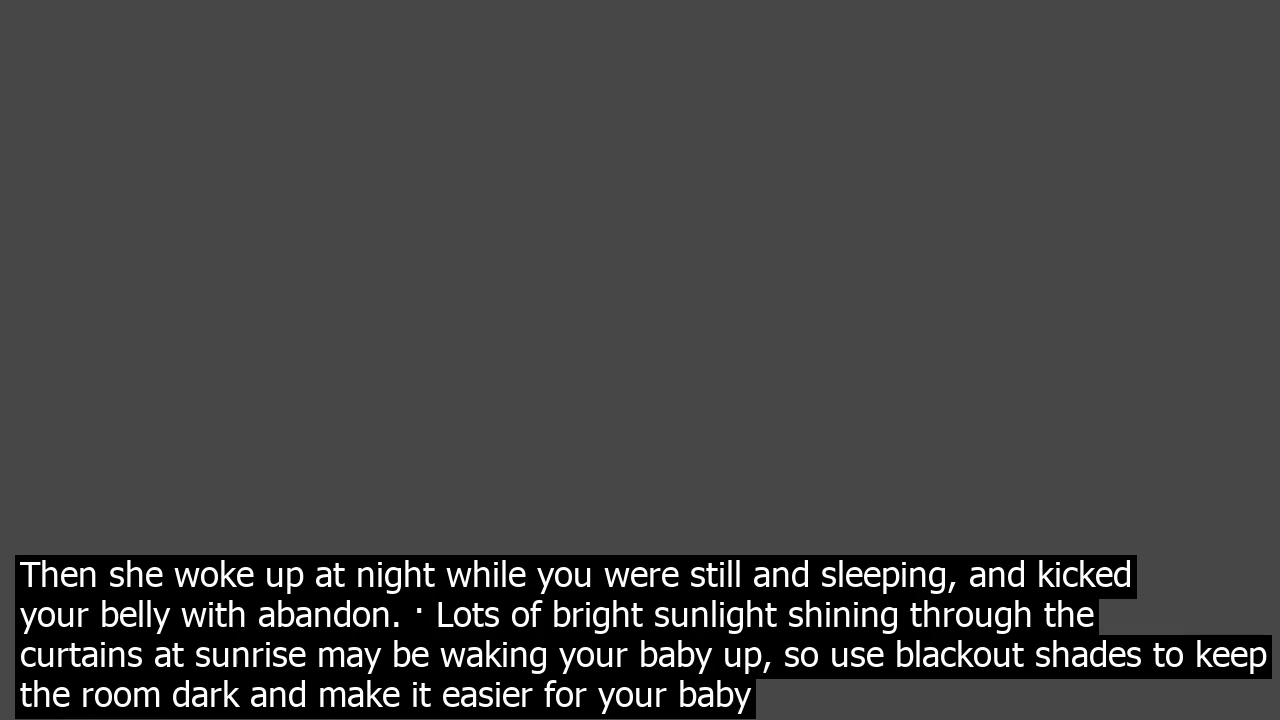 Then she woke up at night while you were still and sleeping, and kicked
your belly with abandon. · Lots of bright sunlight shining through the
curtains at sunrise may be waking your baby up, so use blackout shades to keep
the room dark and make it easier for your baby